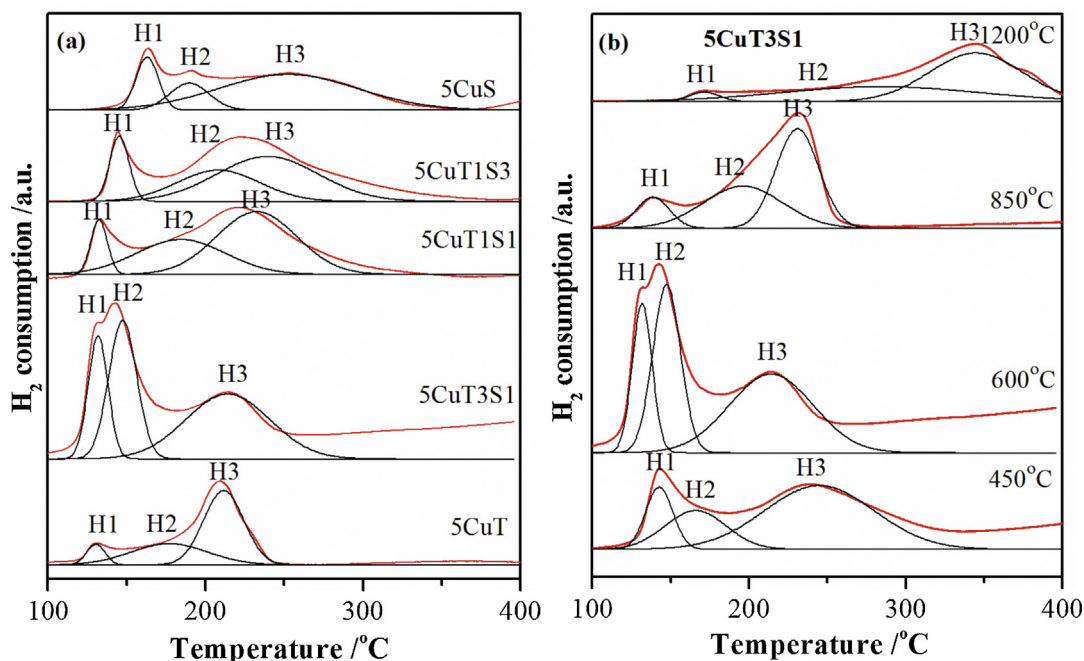 (a)
H1
H2
H3
5CuS
H1
H2
H3
5CuT1S3
H1
H2
H3
5CuT1S1
H1
H2
H3
5CuT3S1
H1
H2
H3
5CuT
H₂ consumption /a.u.
100
200
300
400
Temperature /°C
(b)
5CuT3S1
H1
H2
H3
1200°C
H1
H2
H3
850°C
H1
H2
H3
600°C
H1
H2
H3
450°C
H₂ consumption /a.u.
100
200
300
400
Temperature /°C